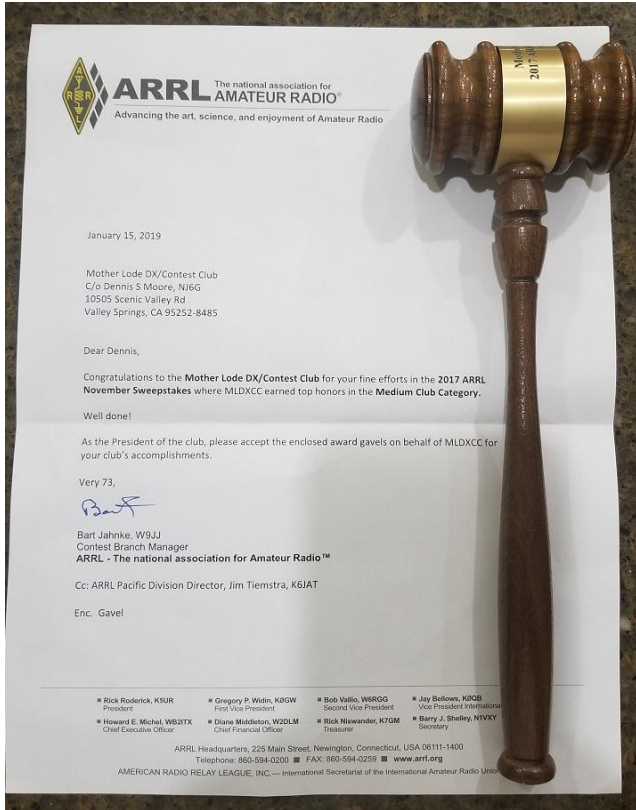 A
R R
L
ARRL The national association for
AMATEUR RADIO®
Advancing the art, science, and enjoyment of Amateur Radio
2017 AR
January 15, 2019
Mother Lode DX/Contest Club
C/o Dennis S Moore, NJ6G
10505 Scenic Valley Rd
Valley Springs, CA 95252-8485
Dear Dennis,
Congratulations to the Mother Lode DX/Contest Club for your fine efforts in the 2017 ARRL
November Sweepstakes where MLDXCC earned top honors in the Medium Club Category.
Well done!
As the President of the club, please accept the enclosed award gavels on behalf of MLDXCC for
your club's accomplishments.
Very 73,
Bart
Bart Jahnke, W9JJ
Contest Branch Manager
ARRL - The national association for Amateur Radio™
Cc: ARRL Pacific Division Director, Jim Tiemstra, K6JAT
Enc. Gavel
■ Rick Roderick, K5UR ■ Gregory P. Widin, KØGW ■ Bob Vallio, W6RGG ■ Jay Bellows, KØQB
President First Vice President Second Vice President Vice President International
■ Howard E. Michel, WB2ITX ■ Diane Middleton, W2DLM ■ Rick Niswander, K7GM ■ Barry J. Shelley, N1VXY
Chief Executive Officer Chief Financial Officer Treasurer Secretary
ARRL Headquarters, 225 Main Street, Newington, Connecticut, USA 06111-1400
Telephone: 860-594-0200 ■ FAX: 860-594-0259 ■ www.arrl.org
AMERICAN RADIO RELAY LEAGUE, INC.— International Secretariat of the International Amateur Radio Union